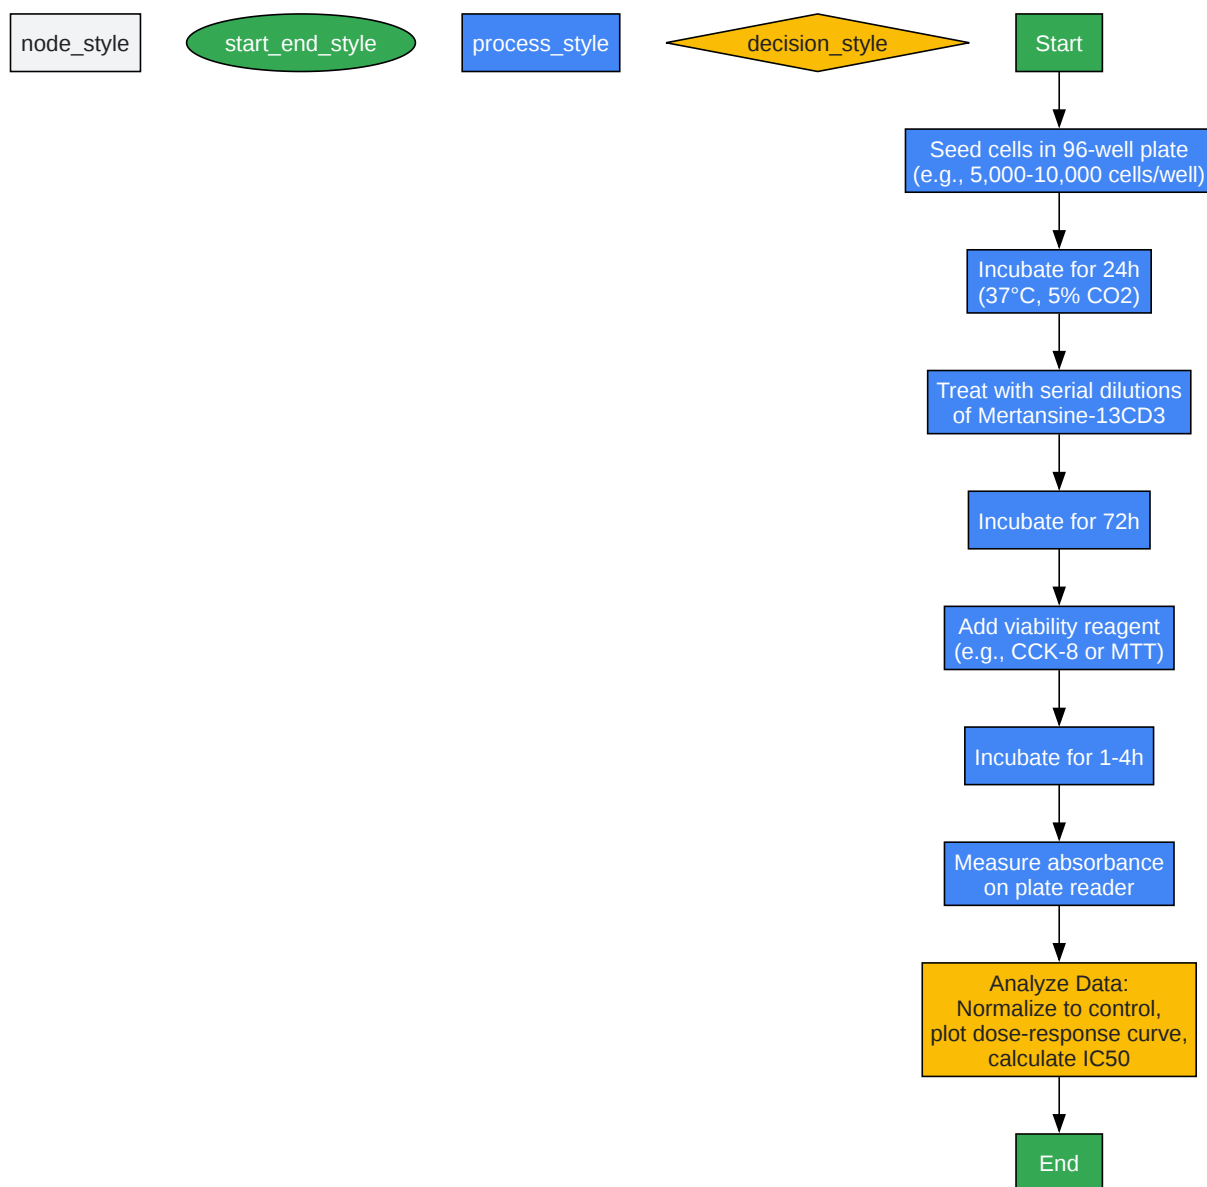 node_style
start_end_style
process_style
decision_style
Start
Seed cells in 96-well plate
(e.g., 5,000-10,000 cells/well)
Incubate for 24h
(37°C, 5% CO2)
Treat with serial dilutions
of Mertansine-13CD3
Incubate for 72h
Add viability reagent
(e.g., CCK-8 or MTT)
Incubate for 1-4h
Measure absorbance
on plate reader
Analyze Data:
Normalize to control,
plot dose-response curve,
calculate IC50
End